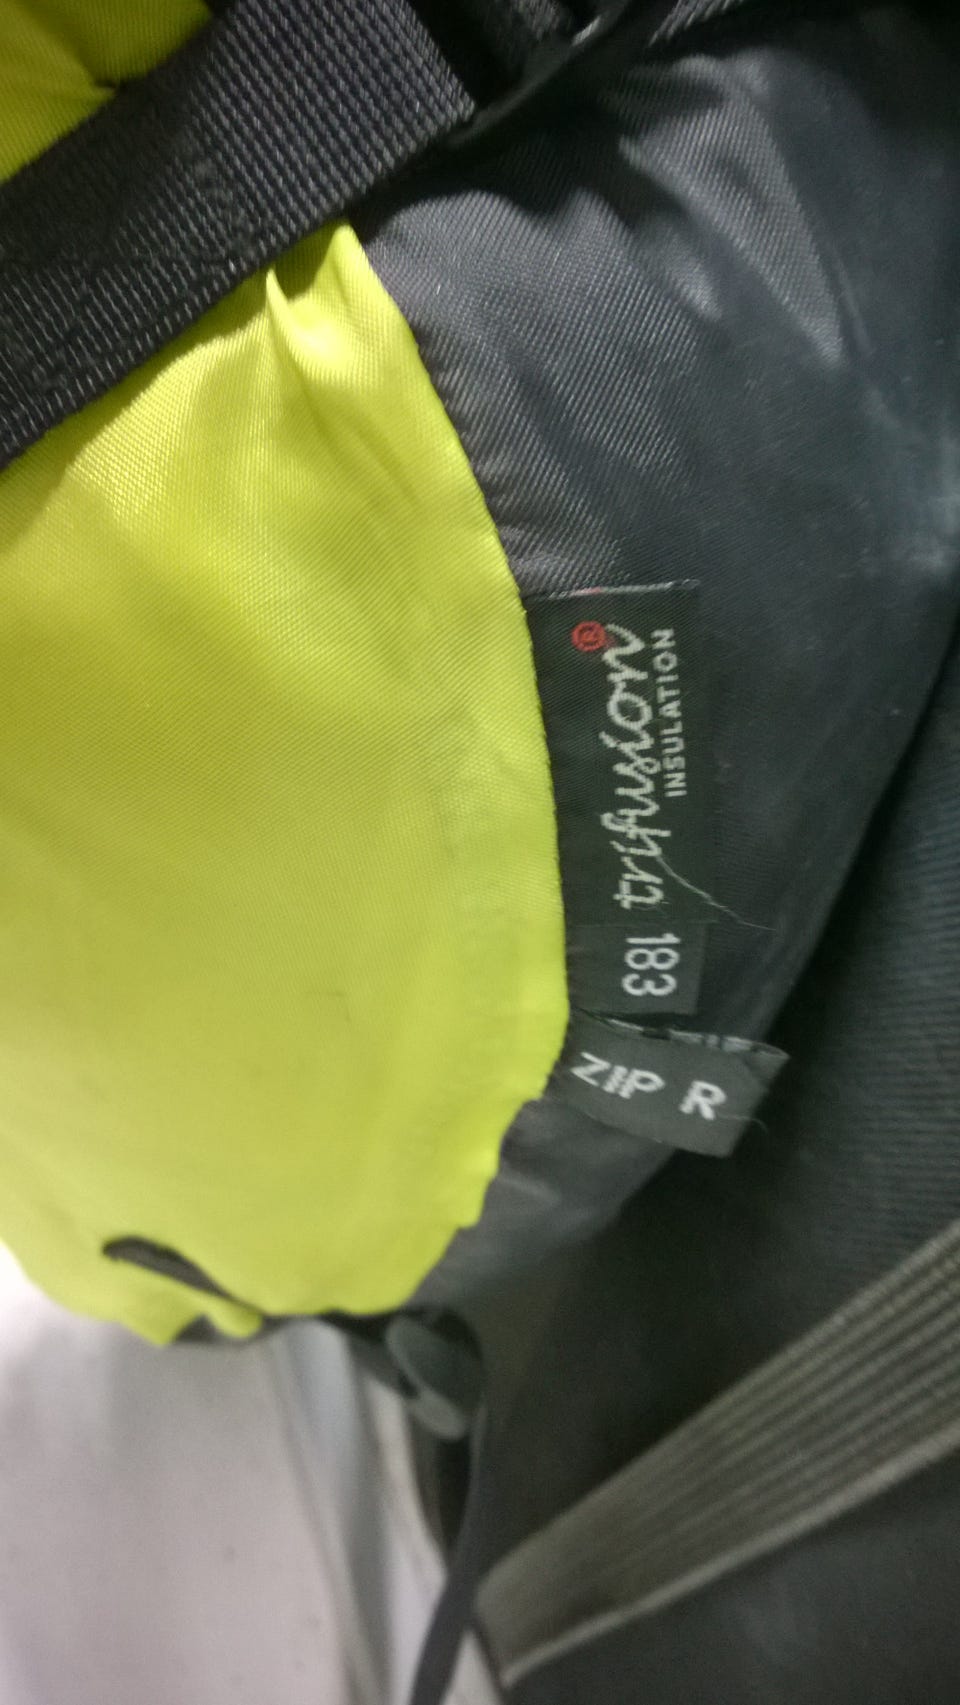 trifusion®
INSULATION
183
ZIP R